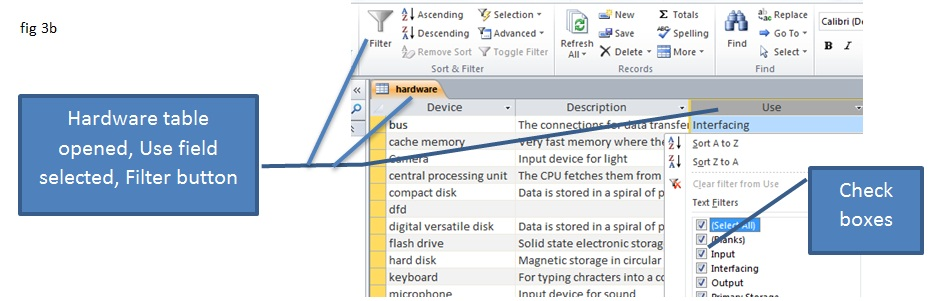 fig 3b
Filter
Ascending
Descending
Remove Sort
Selection
Advanced
Toggle Filter
Sort & Filter
Refresh
All
New
Save
Delete
Σ Totals
Spelling
More
Records
Find
Replace
Go To
Select
Find
Calibri (De
B I
hardware
Device Description Use
bus The connections for data transfer Interfacing
cache memory Very fast memory where the
Camera Input device for light
central processing unit The CPU fetches them from
compact disk Data is stored in a spiral of p
dfd
digital versatile disk Data is stored in a spiral of p
flash drive Solid state electronic storag
hard disk Magnetic storage in circular
keyboard For typing chracters into a co
microphone Input device for sound
Sort A to Z
Sort Z to A
Clear filter from Use
Text Filters
(Select All)
(Blanks)
Input
Interfacing
Output
Primary Storage
Hardware table
opened, Use field
selected, Filter button
Check
boxes